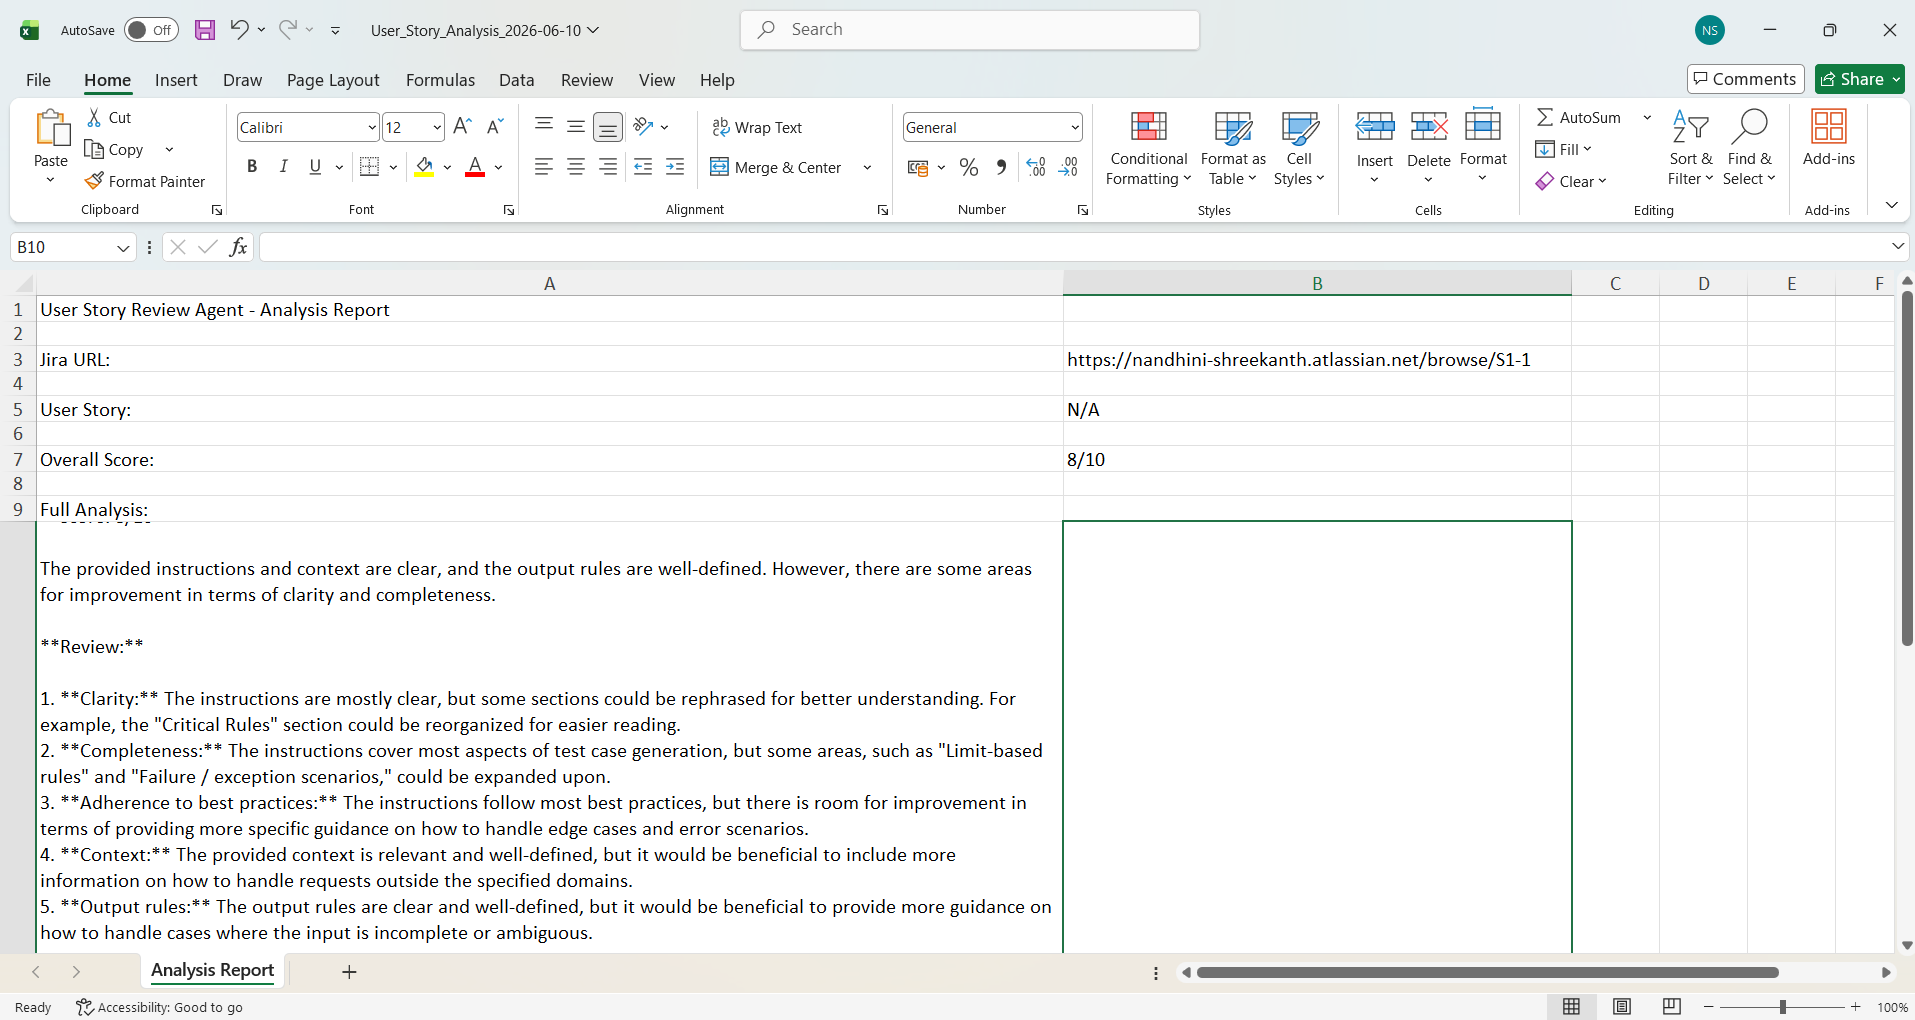 AutoSave Off User_Story_Analysis_2026-06-10 Search NS
File Home Insert Draw Page Layout Formulas Data Review View Help Comments Share
Paste
Cut
Copy
Format Painter
Clipboard
Calibri 12
B I U A
Font
ab Wrap Text
Merge & Center
Alignment
General
% .00 .00
Number
Conditional Formatting
Format as Table
Cell Styles
Styles
Insert Delete Format
Cells
AutoSum
Fill
Clear
Sort & Filter
Find & Select
Editing
Add-ins
Add-ins
B10 fx
A B C D E F
1 User Story Review Agent - Analysis Report
2
3 Jira URL: https://nandhini-shreekanth.atlassian.net/browse/S1-1
4
5 User Story: N/A
6
7 Overall Score: 8/10
8
9 Full Analysis:
The provided instructions and context are clear, and the output rules are well-defined. However, there are some areas
for improvement in terms of clarity and completeness.
**Review:**
1. **Clarity:** The instructions are mostly clear, but some sections could be rephrased for better understanding. For
example, the "Critical Rules" section could be reorganized for easier reading.
2. **Completeness:** The instructions cover most aspects of test case generation, but some areas, such as "Limit-based
rules" and "Failure / exception scenarios," could be expanded upon.
3. **Adherence to best practices:** The instructions follow most best practices, but there is room for improvement in
terms of providing more specific guidance on how to handle edge cases and error scenarios.
4. **Context:** The provided context is relevant and well-defined, but it would be beneficial to include more
information on how to handle requests outside the specified domains.
5. **Output rules:** The output rules are clear and well-defined, but it would be beneficial to provide more guidance on
how to handle cases where the input is incomplete or ambiguous.
Analysis Report
Ready Accessibility: Good to go 100%